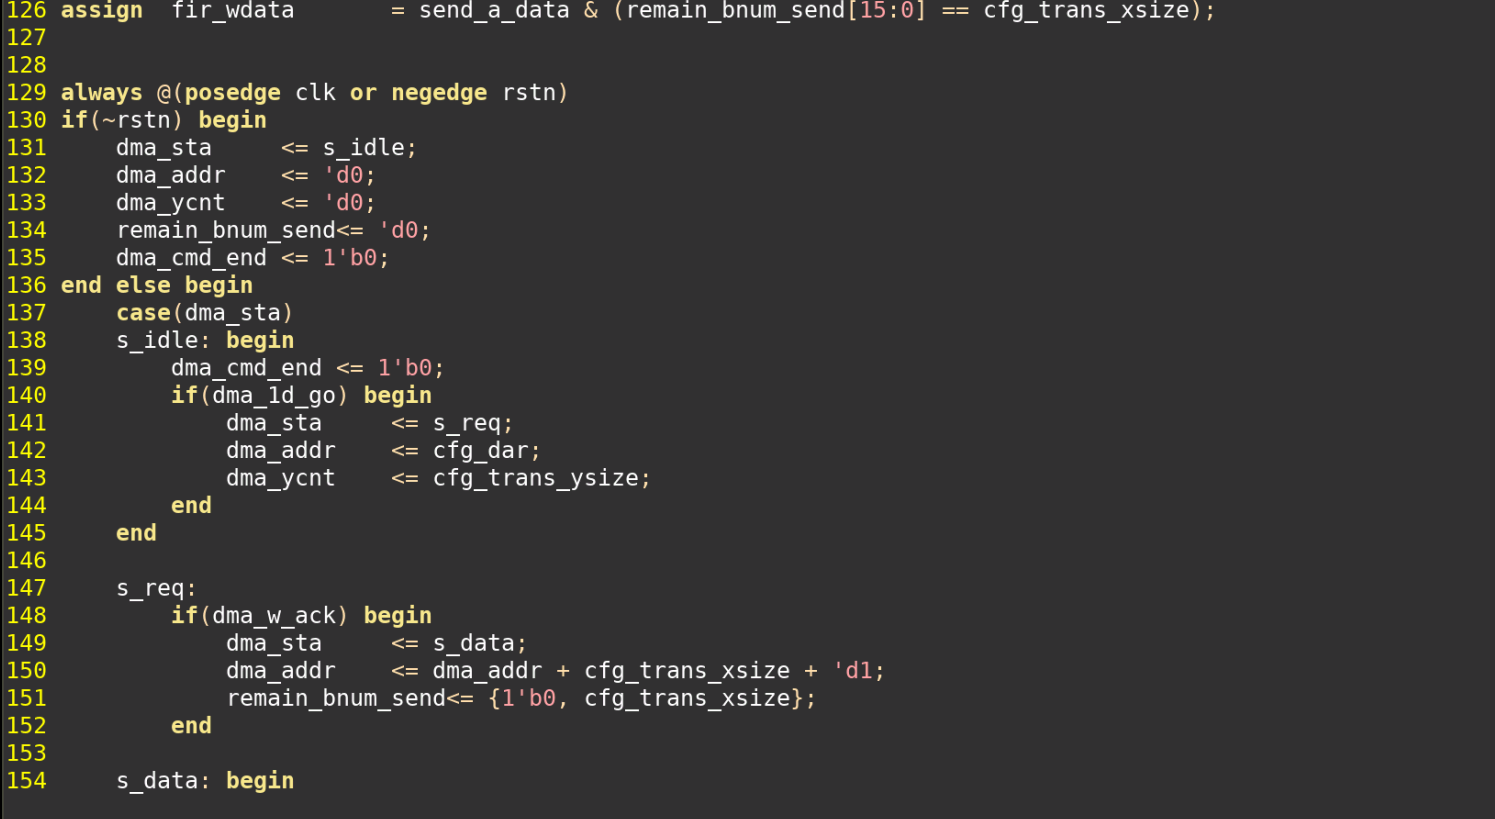 126 assign  fir_wdata       = send_a_data & (remain_bnum_send[15:0] == cfg_trans_xsize);
127
128
129 always @(posedge clk or negedge rstn)
130 if(~rstn) begin
131     dma_sta     <= s_idle;
132     dma_addr    <= 'd0;
133     dma_ycnt    <= 'd0;
134     remain_bnum_send<= 'd0;
135     dma_cmd_end <= 1'b0;
136 end else begin
137     case(dma_sta)
138     s_idle: begin
139         dma_cmd_end <= 1'b0;
140         if(dma_1d_go) begin
141             dma_sta     <= s_req;
142             dma_addr    <= cfg_dar;
143             dma_ycnt    <= cfg_trans_ysize;
144         end
145     end
146
147     s_req:
148         if(dma_w_ack) begin
149             dma_sta     <= s_data;
150             dma_addr    <= dma_addr + cfg_trans_xsize + 'd1;
151             remain_bnum_send<= {1'b0, cfg_trans_xsize};
152         end
153
154     s_data: begin